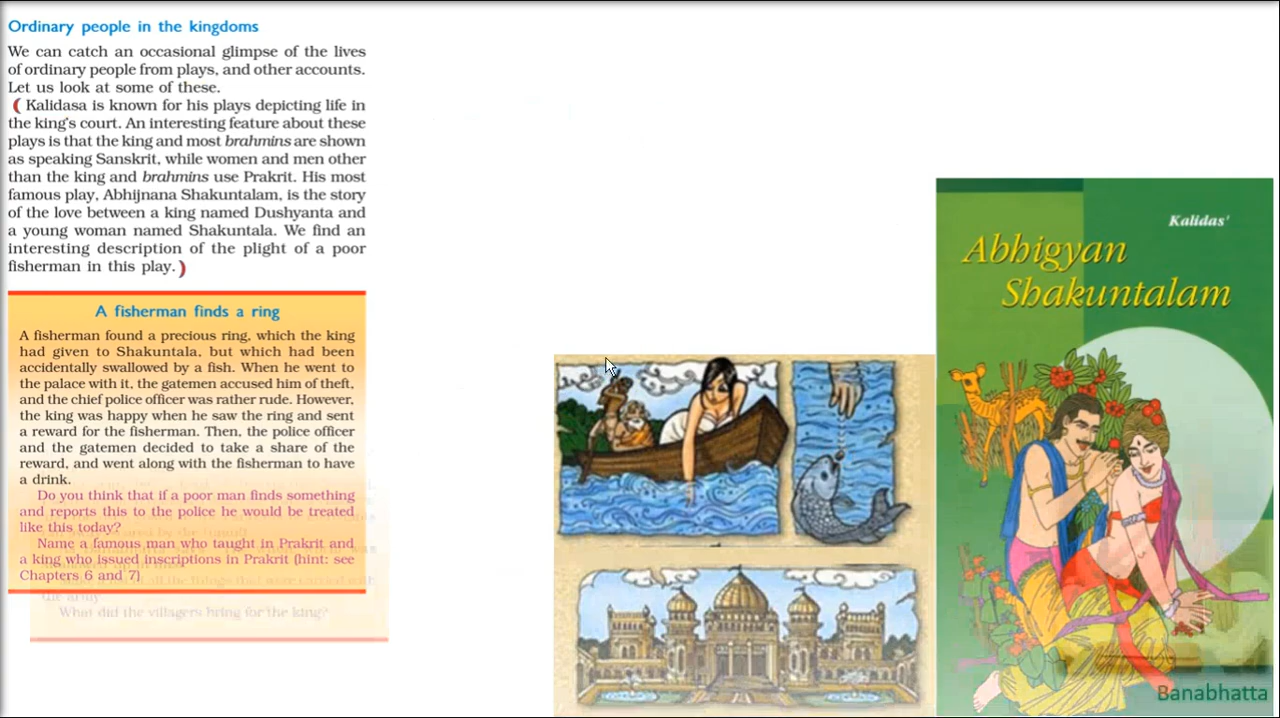 Ordinary people in the kingdoms
We can catch an occasional glimpse of the lives
of ordinary people from plays, and other accounts.
Let us look at some of these.
( Kalidasa is known for his plays depicting life in
the king's court. An interesting feature about these
plays is that the king and most brahmins are shown
as speaking Sanskrit, while women and men other
than the king and brahmins use Prakrit. His most
famous play, Abhijnana Shakuntalam, is the story
of the love between a king named Dushyanta and
a young woman named Shakuntala. We find an
interesting description of the plight of a poor
fisherman in this play. )
A fisherman finds a ring
A fisherman found a precious ring, which the king
had given to Shakuntala, but which had been
accidentally swallowed by a fish. When he went to
the palace with it, the gatemen accused him of theft,
and the chief police officer was rather rude. However,
the king was happy when he saw the ring and sent
a reward for the fisherman. Then, the police officer
and the gatemen decided to take a share of the
reward, and went along with the fisherman to have
a drink.
Do you think that if a poor man finds something
and reports this to the police he would be treated
like this today?
Name a famous man who taught in Prakrit and
a king who issued inscriptions in Prakrit (hint: see
Chapters 6 and 7)
the army.
What did the villagers bring for the king?
Kalidas'
Abhigyan
Shakuntalam
Banabhatta